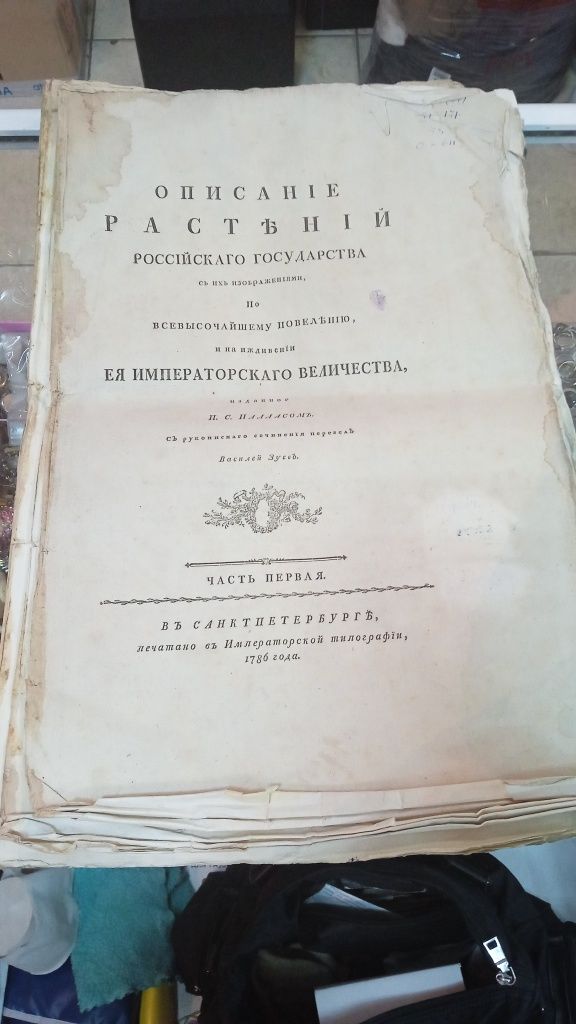 ОПИСАНІЕ
РАСТѢНІЙ
РОССІЙСКАГО ГОСУДАРСТВА
СЪ ИХЪ ИЗОБРАЖЕНІЯМИ,
По
ВСЕВЫСОЧАЙШЕМУ ПОВЕЛѢНІЮ,
И НА ИЖДИВЕНІИ
ЕЯ ИМПЕРАТОРСКАГО ВЕЛИЧЕСТВА,
изданное
П. С. ПАЛЛАСОМЪ.
Съ рукописнаго сочиненія перевелъ
Василей Зуевъ.
ЧАСТЬ ПЕРВАЯ.
ВЪ САНКТПЕТЕРБУРГѢ,
печатано въ Императорской типографіи,
1786 года.